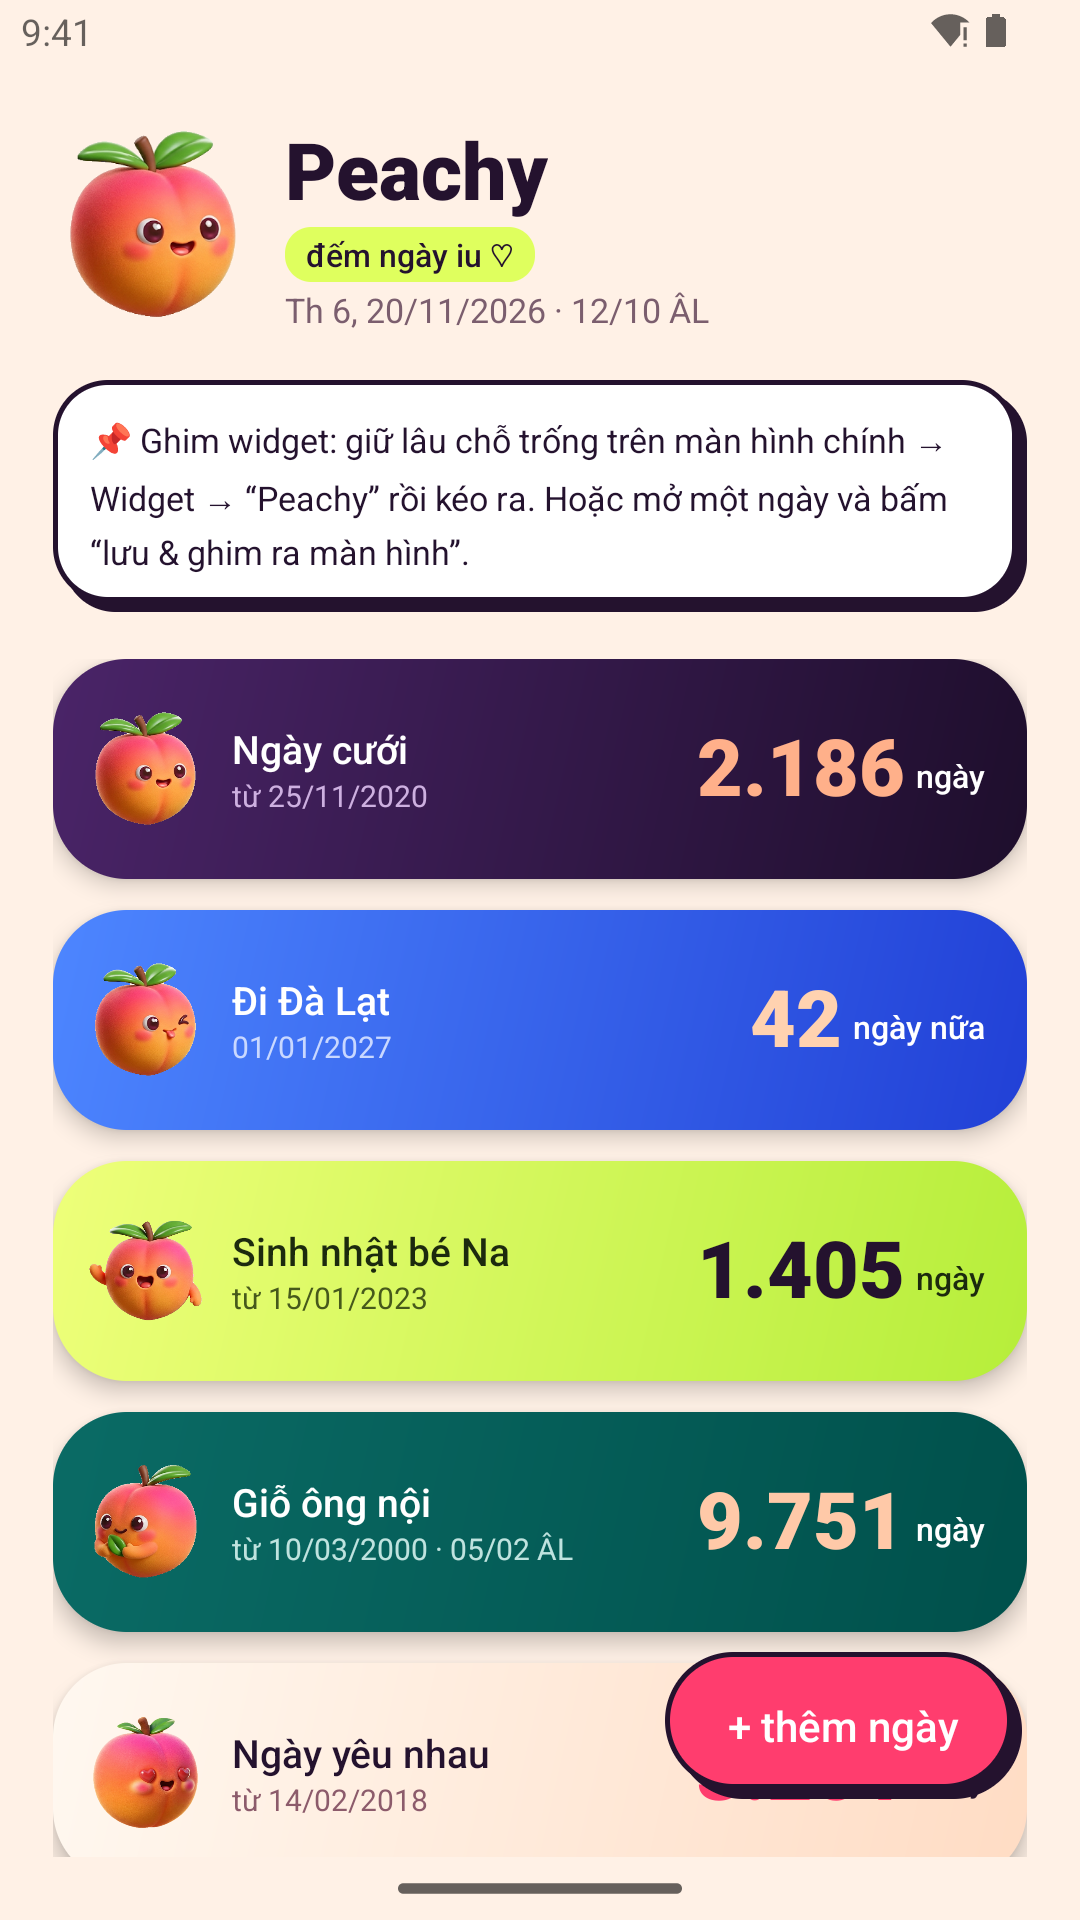 9:41
Peachy
đếm ngày iu ♡
Th 6, 20/11/2026 · 12/10 ÂL
📌 Ghim widget: giữ lâu chỗ trống trên màn hình chính →
Widget → “Peachy” rồi kéo ra. Hoặc mở một ngày và bấm
“lưu & ghim ra màn hình”.
Ngày cưới
từ 25/11/2020
2.186 ngày
Đi Đà Lạt
01/01/2027
42 ngày nữa
Sinh nhật bé Na
từ 15/01/2023
1.405 ngày
Giỗ ông nội
từ 10/03/2000 · 05/02 ÂL
9.751 ngày
+ thêm ngày
Ngày yêu nhau
từ 14/02/2018